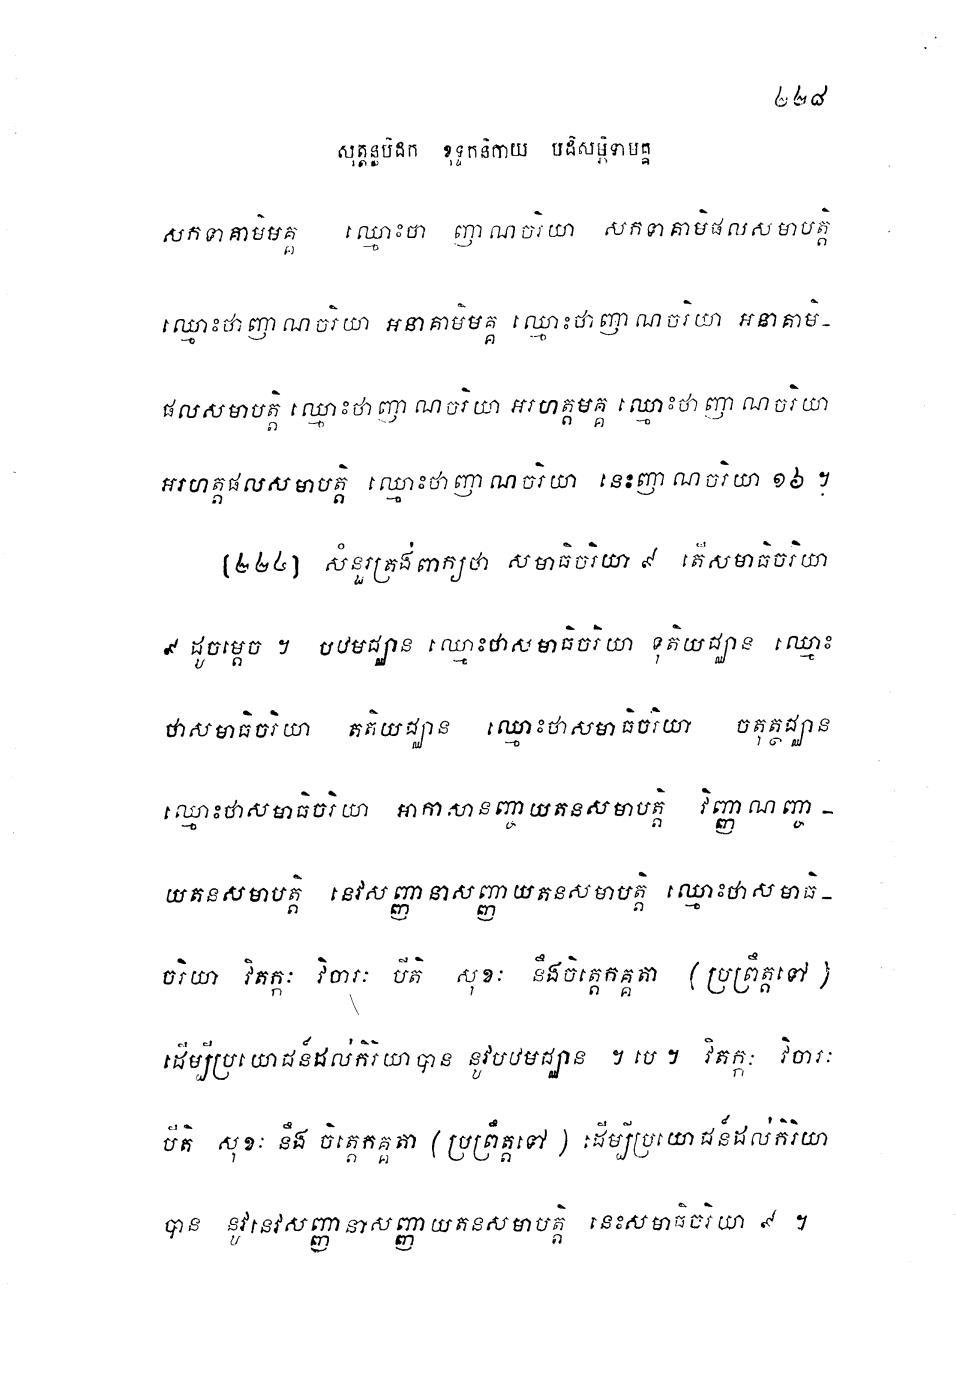 ២២៨
សុត្តន្តបិដក ខុទ្ទកនិកាយ បដិសម្ភិទាមគ្គ
សកទាគាមិមគ្គ ឈ្មោះថា ញាណចរិយា សកទាគាមិផលសមាបត្តិ
ឈ្មោះថាញាណចរិយា អនាគាមិមគ្គ ឈ្មោះថាញាណចរិយា អនាគាមិ-
ផលសមាបត្តិ ឈ្មោះថាញាណចរិយា អរហត្តមគ្គ ឈ្មោះថាញាណចរិយា
អរហត្តផលសមាបត្តិ ឈ្មោះថាញាណចរិយា នេះញាណចរិយា ១៦ ។
(២២៤) សំនួរត្រង់ពាក្យថា សមាធិចរិយា ៩ តើសមាធិចរិយា
៩ ដូចម្តេច ។ បឋមជ្ឈាន ឈ្មោះថាសមាធិចរិយា ទុតិយជ្ឈាន ឈ្មោះ
ថាសមាធិចរិយា តតិយជ្ឈាន ឈ្មោះថាសមាធិចរិយា ចតុត្ថជ្ឈាន
ឈ្មោះថាសមាធិចរិយា អាកាសានញ្ចាយតនសមាបត្តិ វិញ្ញាណញ្ចា-
យតនសមាបត្តិ នេវសញ្ញានាសញ្ញាយតនសមាបត្តិ ឈ្មោះថាសមាធិ-
ចរិយា វិតក្កៈ វិចារៈ បីតិ សុខៈ នឹងចិត្តេកគ្គតា (ប្រព្រឹត្តទៅ)
ដើម្បីប្រយោជន៍ដល់កិរិយាបាន នូវបឋមជ្ឈាន ។ បេ ។ វិតក្កៈ វិចារៈ
បីតិ សុខៈ នឹង ចិត្តេកគ្គតា (ប្រព្រឹត្តទៅ) ដើម្បីប្រយោជន៍ដល់កិរិយា
បាន នូវនេវសញ្ញានាសញ្ញាយតនសមាបត្តិ នេះសមាធិចរិយា ៩ ។